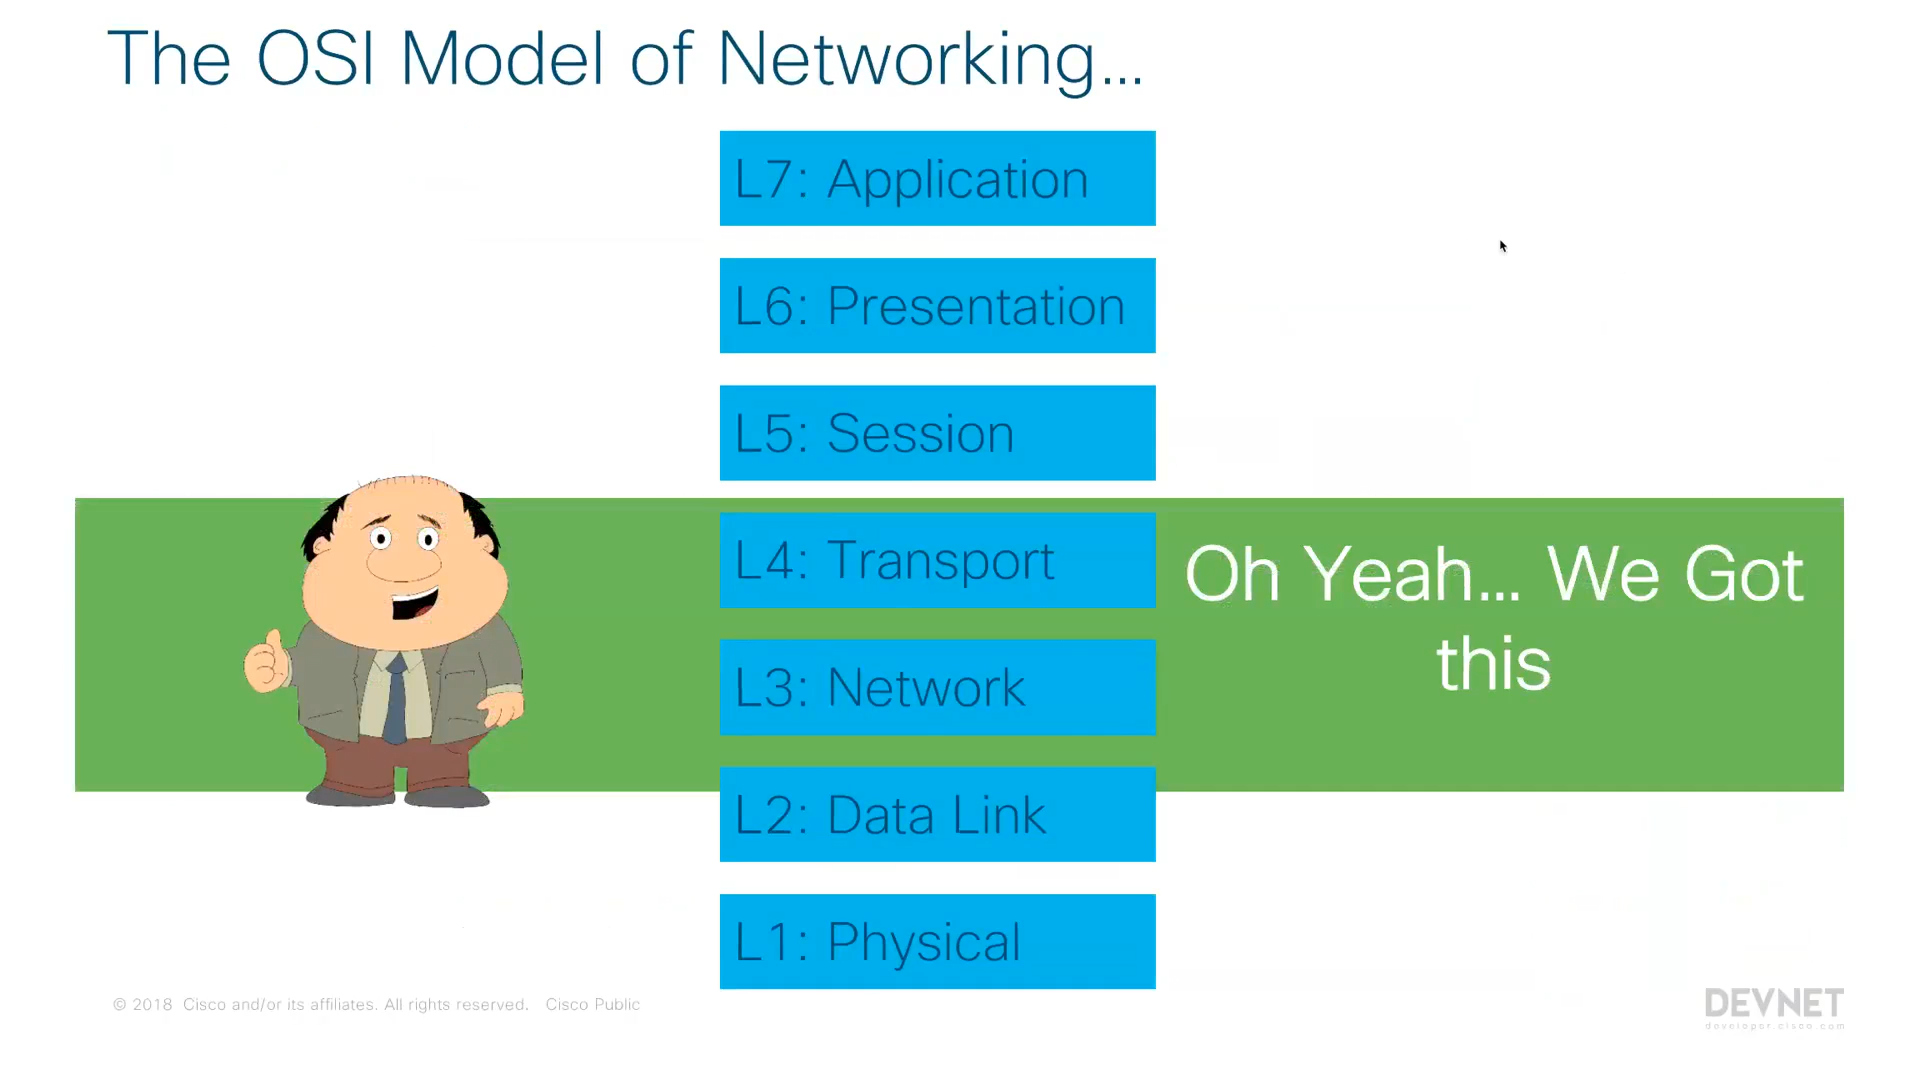 The OSI Model of Networking...
L7: Application
L6: Presentation
L5: Session
L4: Transport
Oh Yeah... We Got
this
L3: Network
L2: Data Link
L1: Physical
© 2018 Cisco and/or its affiliates. All rights reserved. Cisco Public
DEVNET
developer.cisco.com